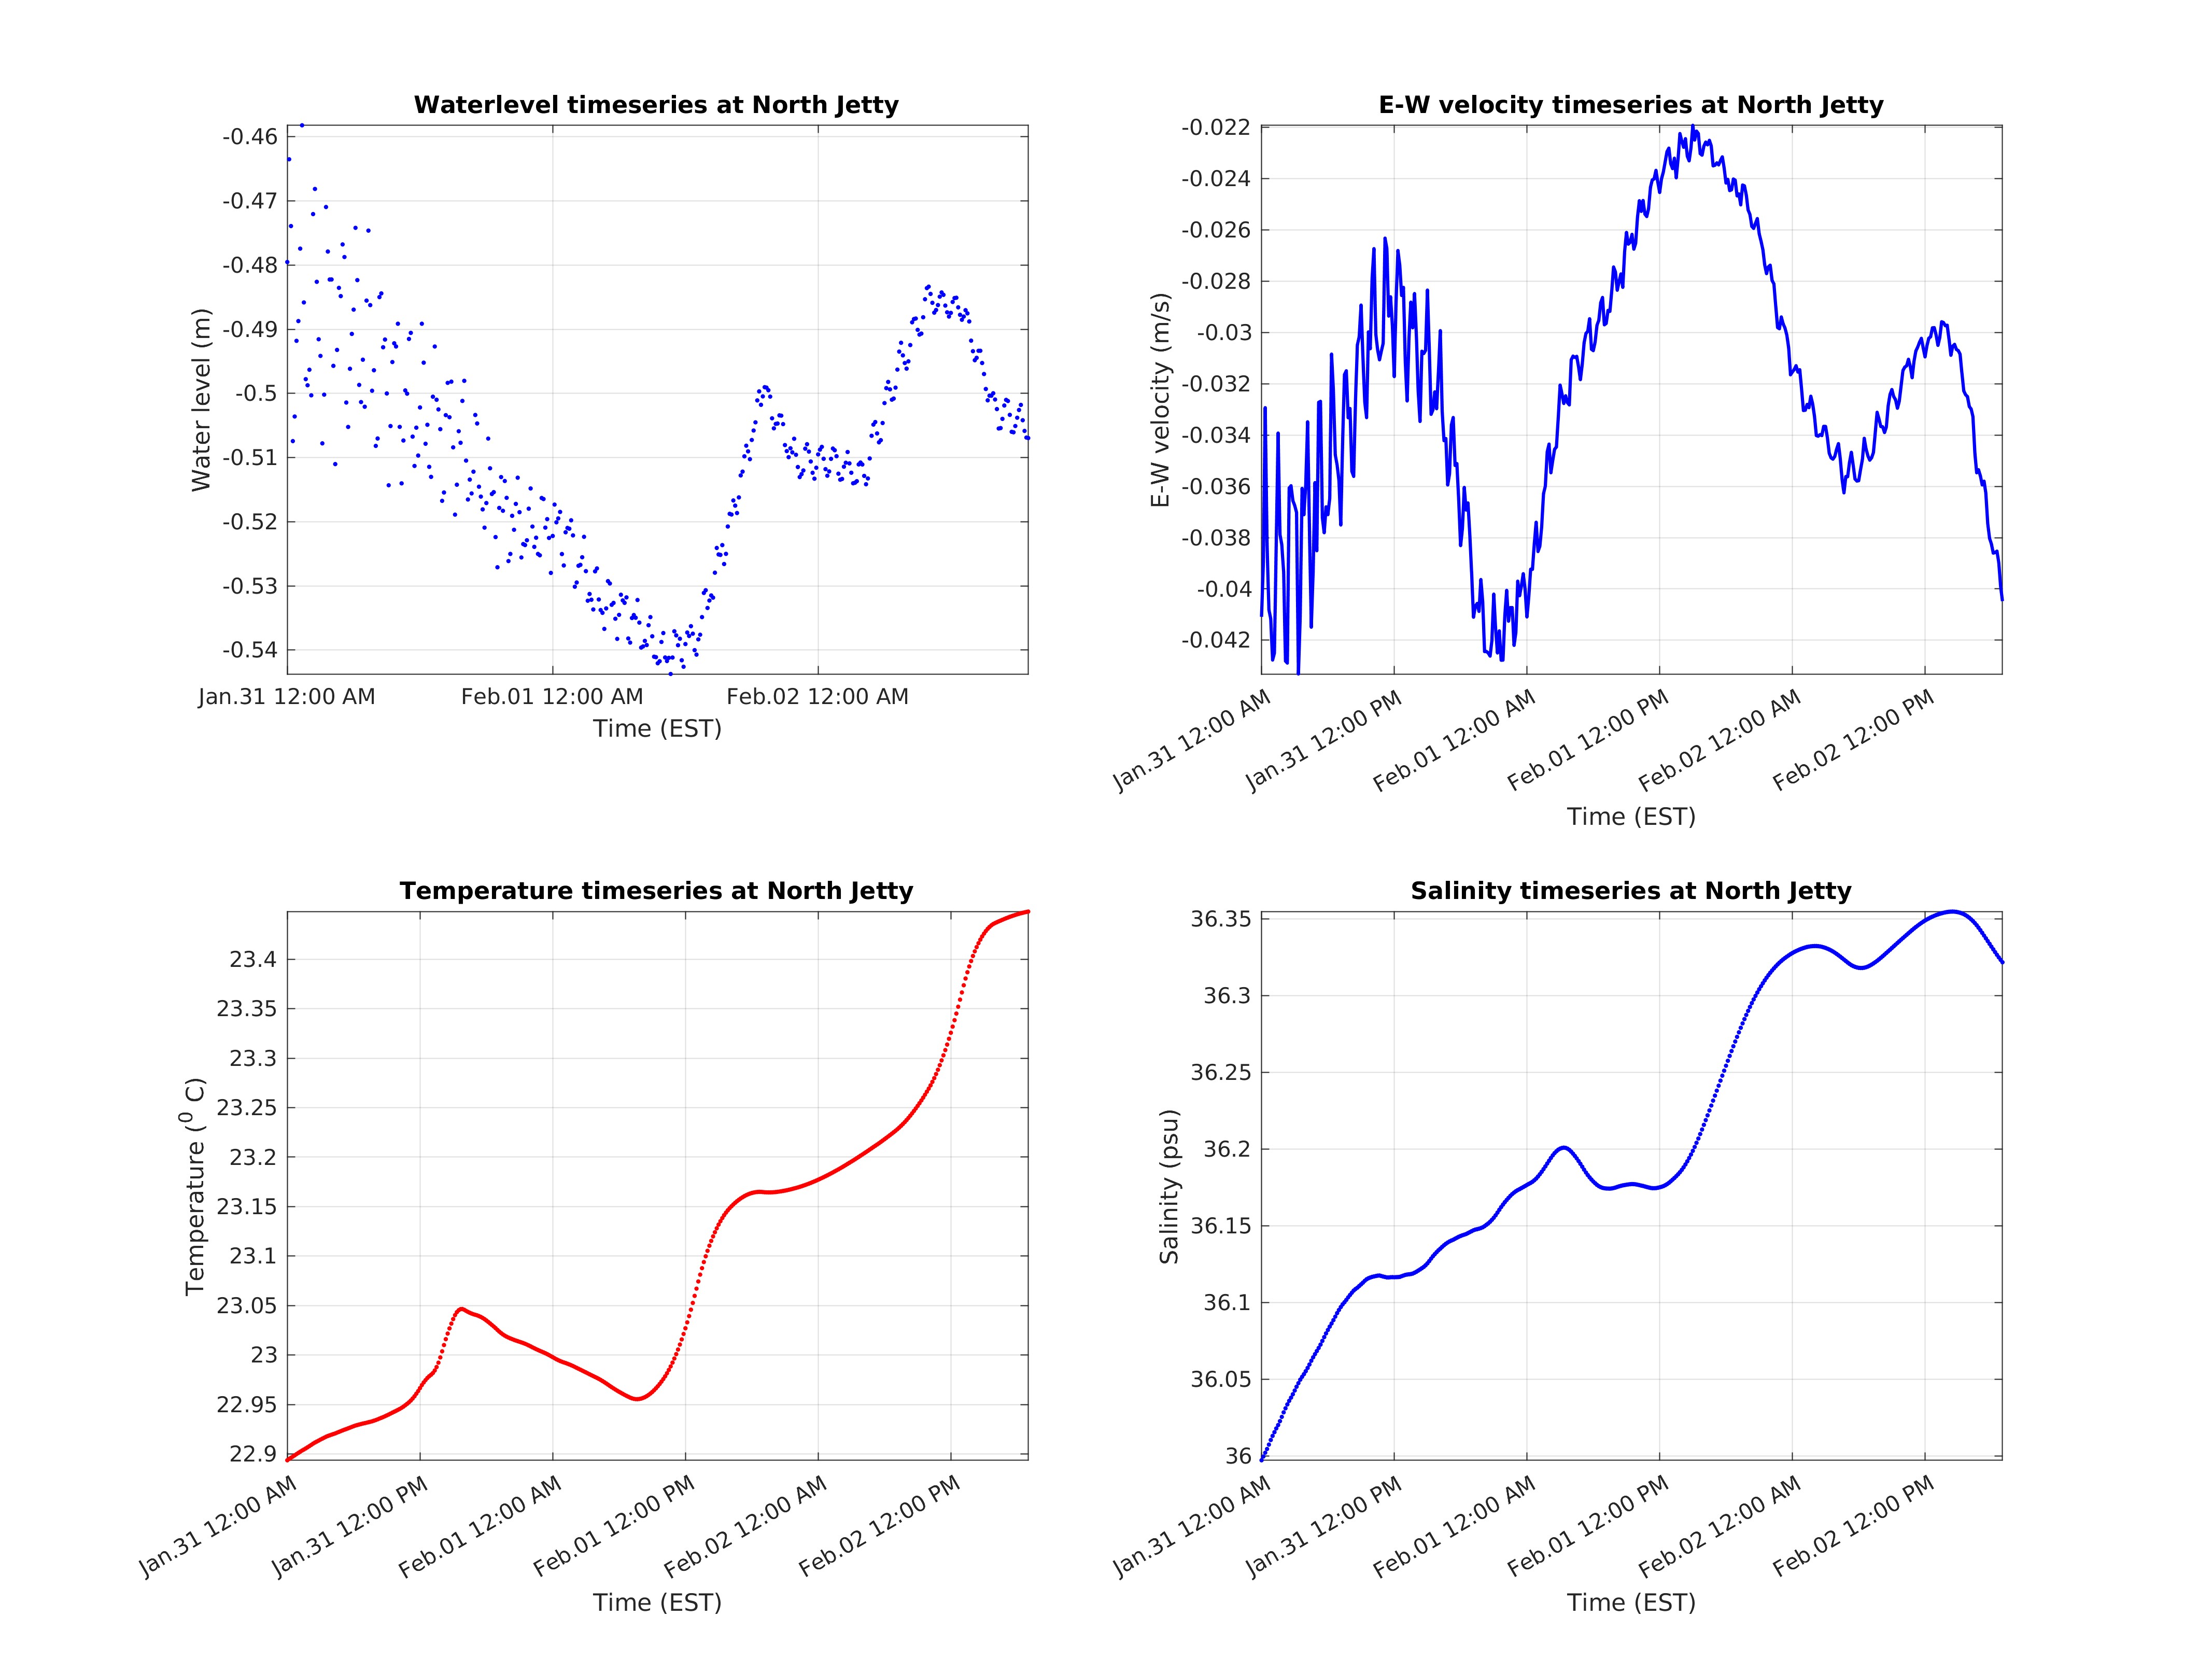 Waterlevel timeseries at North Jetty
-0.46
-0.47
-0.48
-0.49
-0.5
-0.51
-0.52
-0.53
-0.54
Water level (m)
Jan.31 12:00 AM
Feb.01 12:00 AM
Feb.02 12:00 AM
Time (EST)
E-W velocity timeseries at North Jetty
-0.022
-0.024
-0.026
-0.028
-0.03
-0.032
-0.034
-0.036
-0.038
-0.04
-0.042
E-W velocity (m/s)
Jan.31 12:00 AM
Jan.31 12:00 PM
Feb.01 12:00 AM
Feb.01 12:00 PM
Feb.02 12:00 AM
Feb.02 12:00 PM
Time (EST)
Temperature timeseries at North Jetty
23.4
23.35
23.3
23.25
23.2
23.15
23.1
23.05
23
22.95
22.9
Temperature (⁰ C)
Jan.31 12:00 AM
Jan.31 12:00 PM
Feb.01 12:00 AM
Feb.01 12:00 PM
Feb.02 12:00 AM
Feb.02 12:00 PM
Time (EST)
Salinity timeseries at North Jetty
36.35
36.3
36.25
36.2
36.15
36.1
36.05
36
Salinity (psu)
Jan.31 12:00 AM
Jan.31 12:00 PM
Feb.01 12:00 AM
Feb.01 12:00 PM
Feb.02 12:00 AM
Feb.02 12:00 PM
Time (EST)